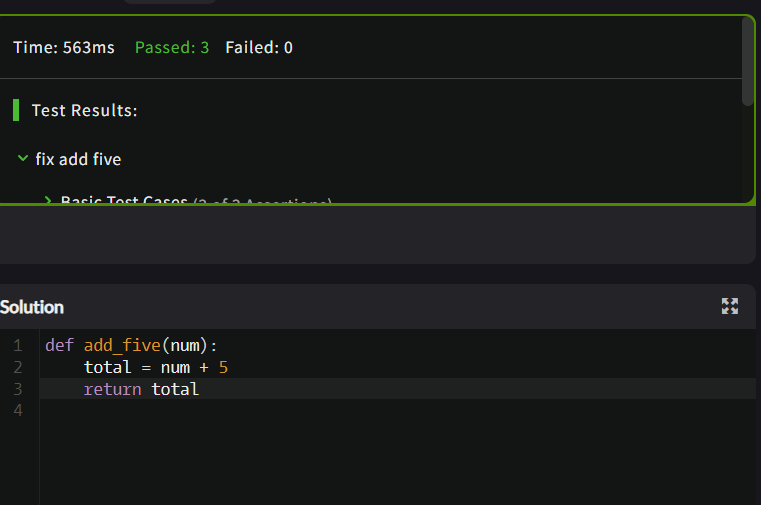 Time: 563ms Passed: 3 Failed: 0
Test Results:
fix add five
Basic Test Cases
Solution
1 def add_five(num):
2     total = num + 5
3     return total
4